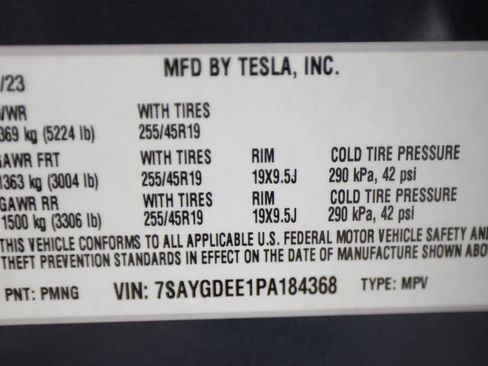 MFD BY TESLA, INC.
/23
VWR WITH TIRES
369 kg (5224 lb) 255/45R19
GAWR FRT WITH TIRES RIM COLD TIRE PRESSURE
1363 kg (3004 lb) 255/45R19 19X9.5J 290 kPa, 42 psi
GAWR RR WITH TIRES RIM COLD TIRE PRESSURE
1500 kg (3306 lb) 255/45R19 19X9.5J 290 kPa, 42 psi
THIS VEHICLE CONFORMS TO ALL APPLICABLE U.S. FEDERAL MOTOR VEHICLE SAFETY AND
THEFT PREVENTION STANDARDS IN EFFECT ON THE DATE OF MANUFACTURE SHOWN ABO
PNT: PMNG VIN: 7SAYGDEE1PA184368 TYPE: MPV